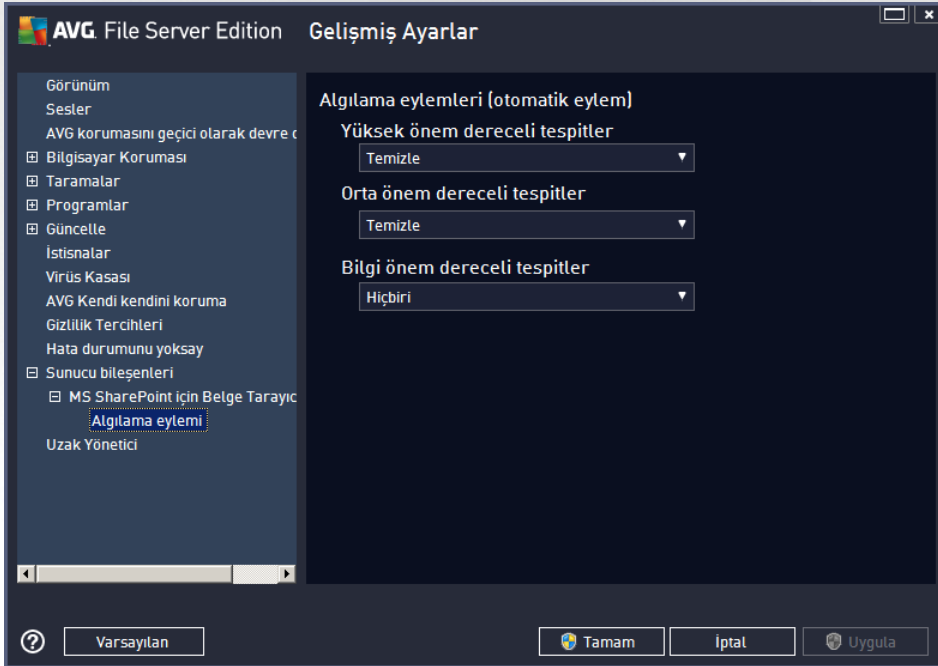 AVG. File Server Edition Gelişmiş Ayarlar
Görünüm
Sesler
AVG korumasını geçici olarak devre
Bilgisayar Koruması
Taramalar
Programlar
Güncelle
İstisnalar
Virüs Kasası
AVG Kendi kendini koruma
Gizlilik Tercihleri
Hata durumunu yoksay
Sunucu bileşenleri
MS SharePoint için Belge Tarayıc
Algılama eylemi
Uzak Yönetici
Algılama eylemleri (otomatik eylem)
Yüksek önem dereceli tespitler
Temizle
Orta önem dereceli tespitler
Temizle
Bilgi önem dereceli tespitler
Hiçbiri
Varsayılan
Tamam
İptal
Uygula